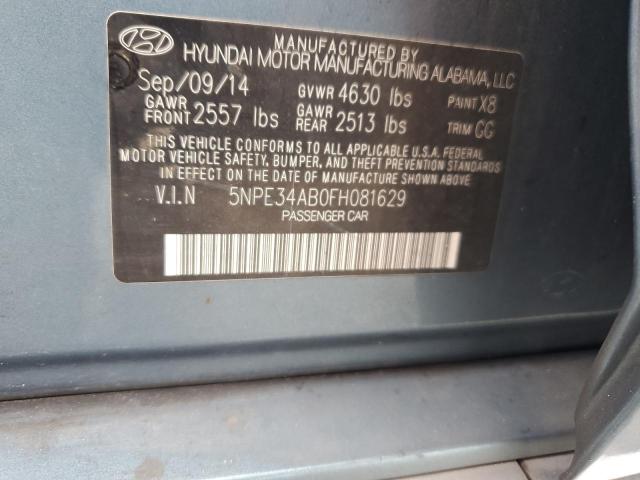 MANUFACTURED BY
HYUNDAI MOTOR MANUFACTURING ALABAMA, LLC
Sep/09/14 GVWR 4630 lbs PAINT X8
GAWR FRONT 2557 lbs GAWR REAR 2513 lbs TRIM GG
THIS VEHICLE CONFORMS TO ALL APPLICABLE U.S.A. FEDERAL
MOTOR VEHICLE SAFETY, BUMPER, AND THEFT PREVENTION STANDARDS
IN EFFECT ON THE DATE OF MANUFACTURE SHOWN ABOVE.
V.I.N 5NPE34AB0FH081629
PASSENGER CAR